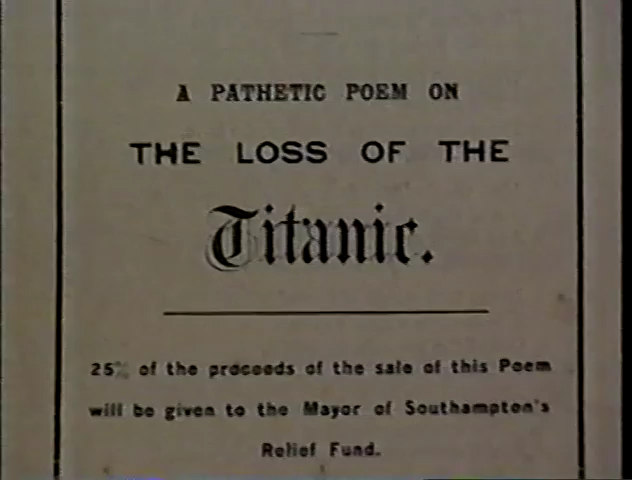 A PATHETIC POEM ON
THE LOSS OF THE
Titanic.
25% of the proceeds of the sale of this Poem
will be given to the Mayor of Southampton's
Relief Fund.